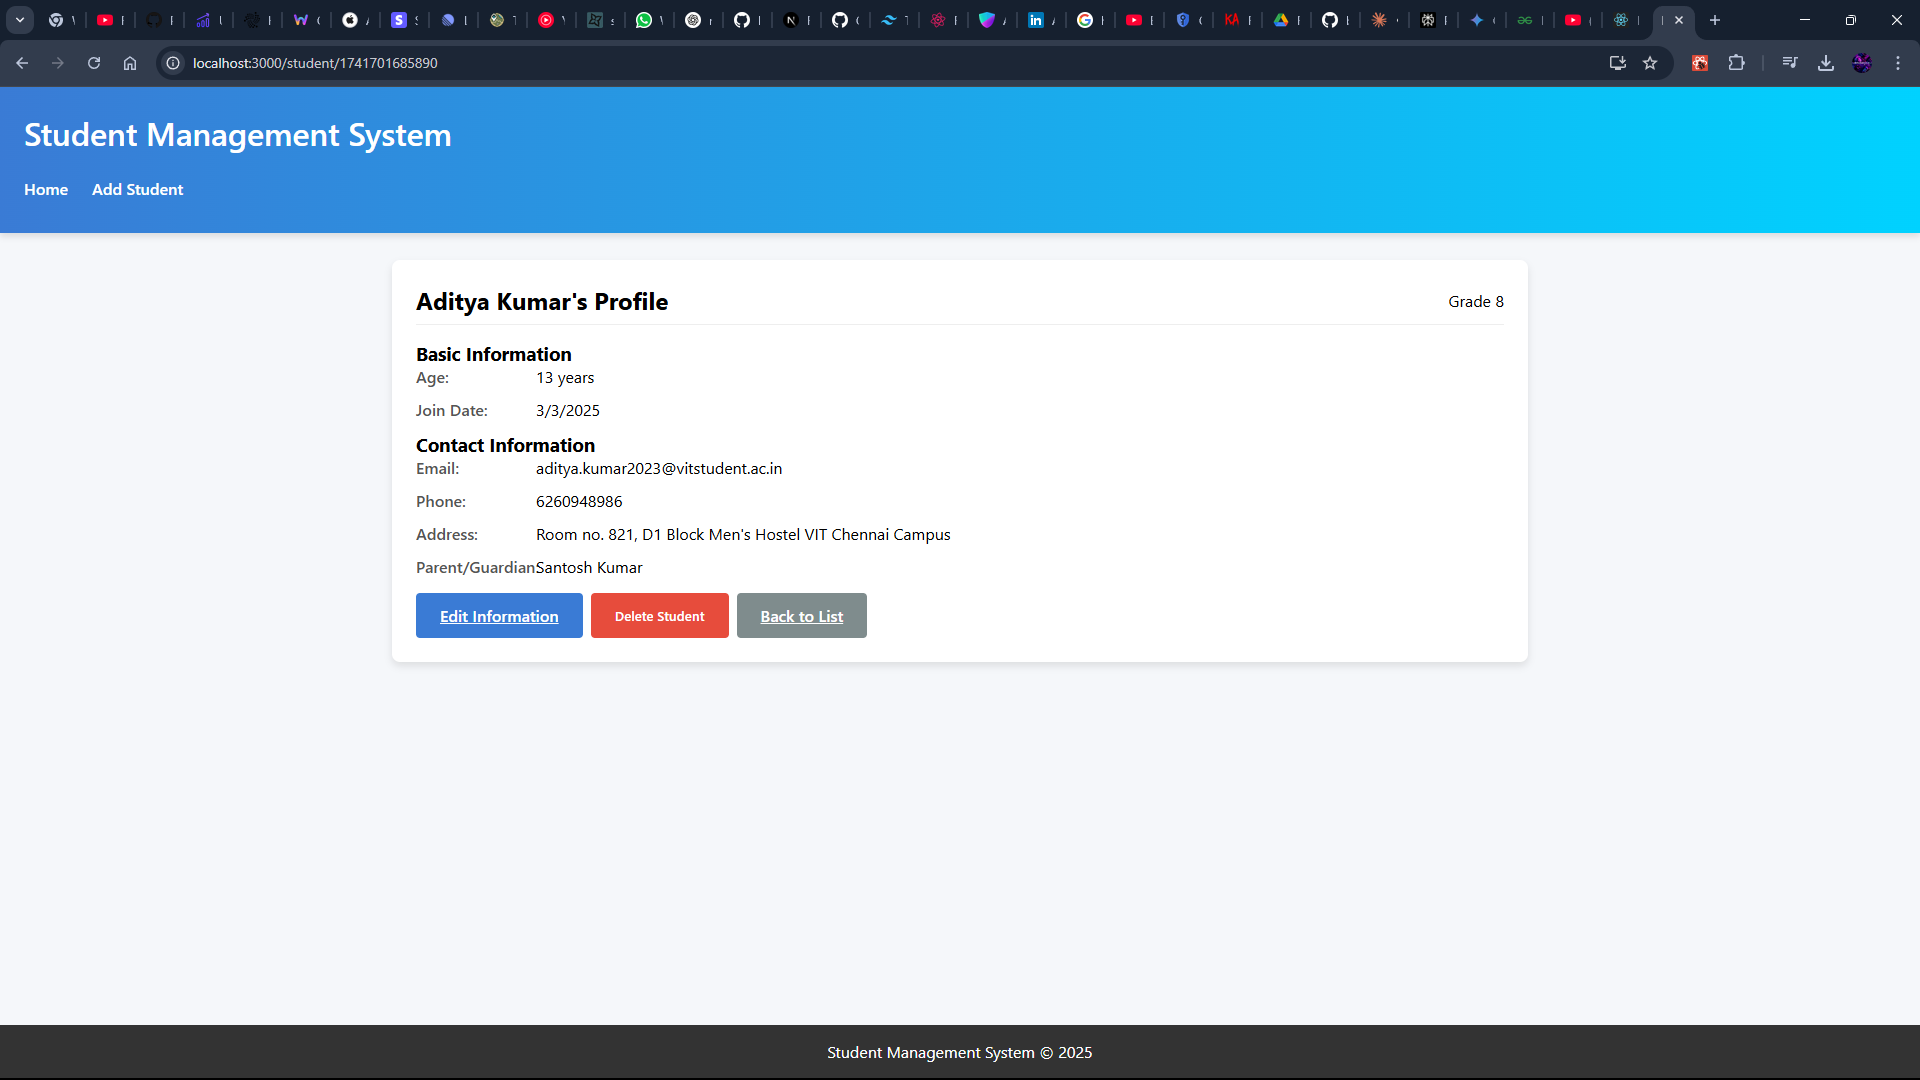 localhost:3000/student/1741701685890
Student Management System
Home Add Student
Aditya Kumar's Profile Grade 8
Basic Information
Age: 13 years
Join Date: 3/3/2025
Contact Information
Email: aditya.kumar2023@vitstudent.ac.in
Phone: 6260948986
Address: Room no. 821, D1 Block Men's Hostel VIT Chennai Campus
Parent/Guardian Santosh Kumar
Edit Information Delete Student Back to List
Student Management System © 2025